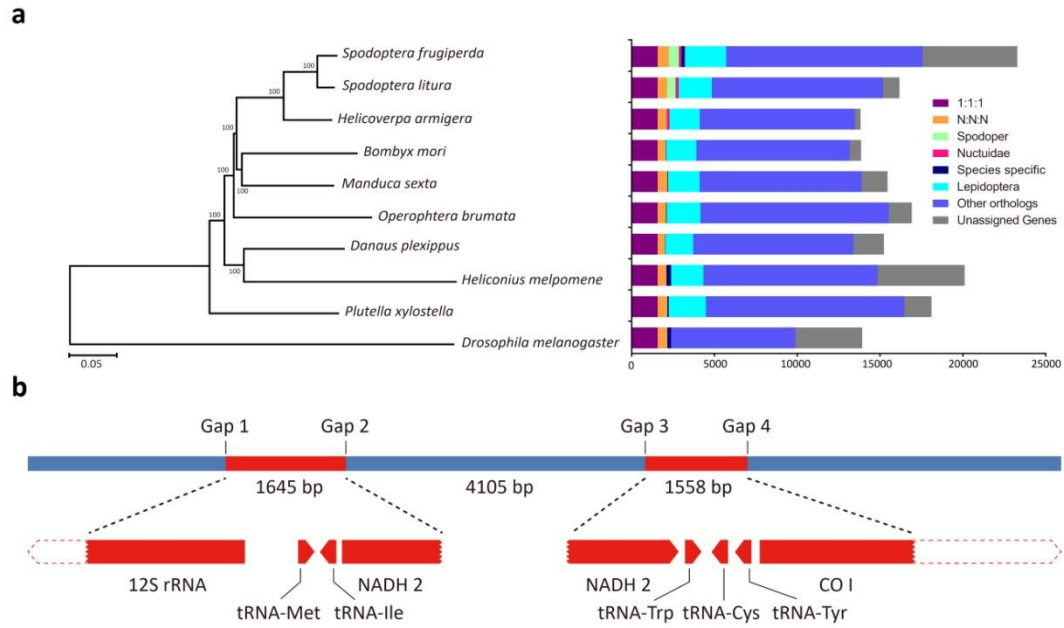 a
Spodoptera frugiperda
Spodoptera litura
Helicoverpa armigera
Bombyx mori
Manduca sexta
Operophtera brumata
Danaus plexippus
Heliconius melpomene
Plutella xylostella
Drosophila melanogaster
100
100
100
100
100
100
100
100
0.05
1:1:1
N:N:N
Spodoper
Nuctuidae
Species specific
Lepidoptera
Other orthologs
Unassigned Genes
0 5000 10000 15000 20000 25000
b
Gap 1 Gap 2 Gap 3 Gap 4
1645 bp 4105 bp 1558 bp
12S rRNA NADH 2 NADH 2 CO I
tRNA-Met tRNA-Ile tRNA-Trp tRNA-Cys tRNA-Tyr